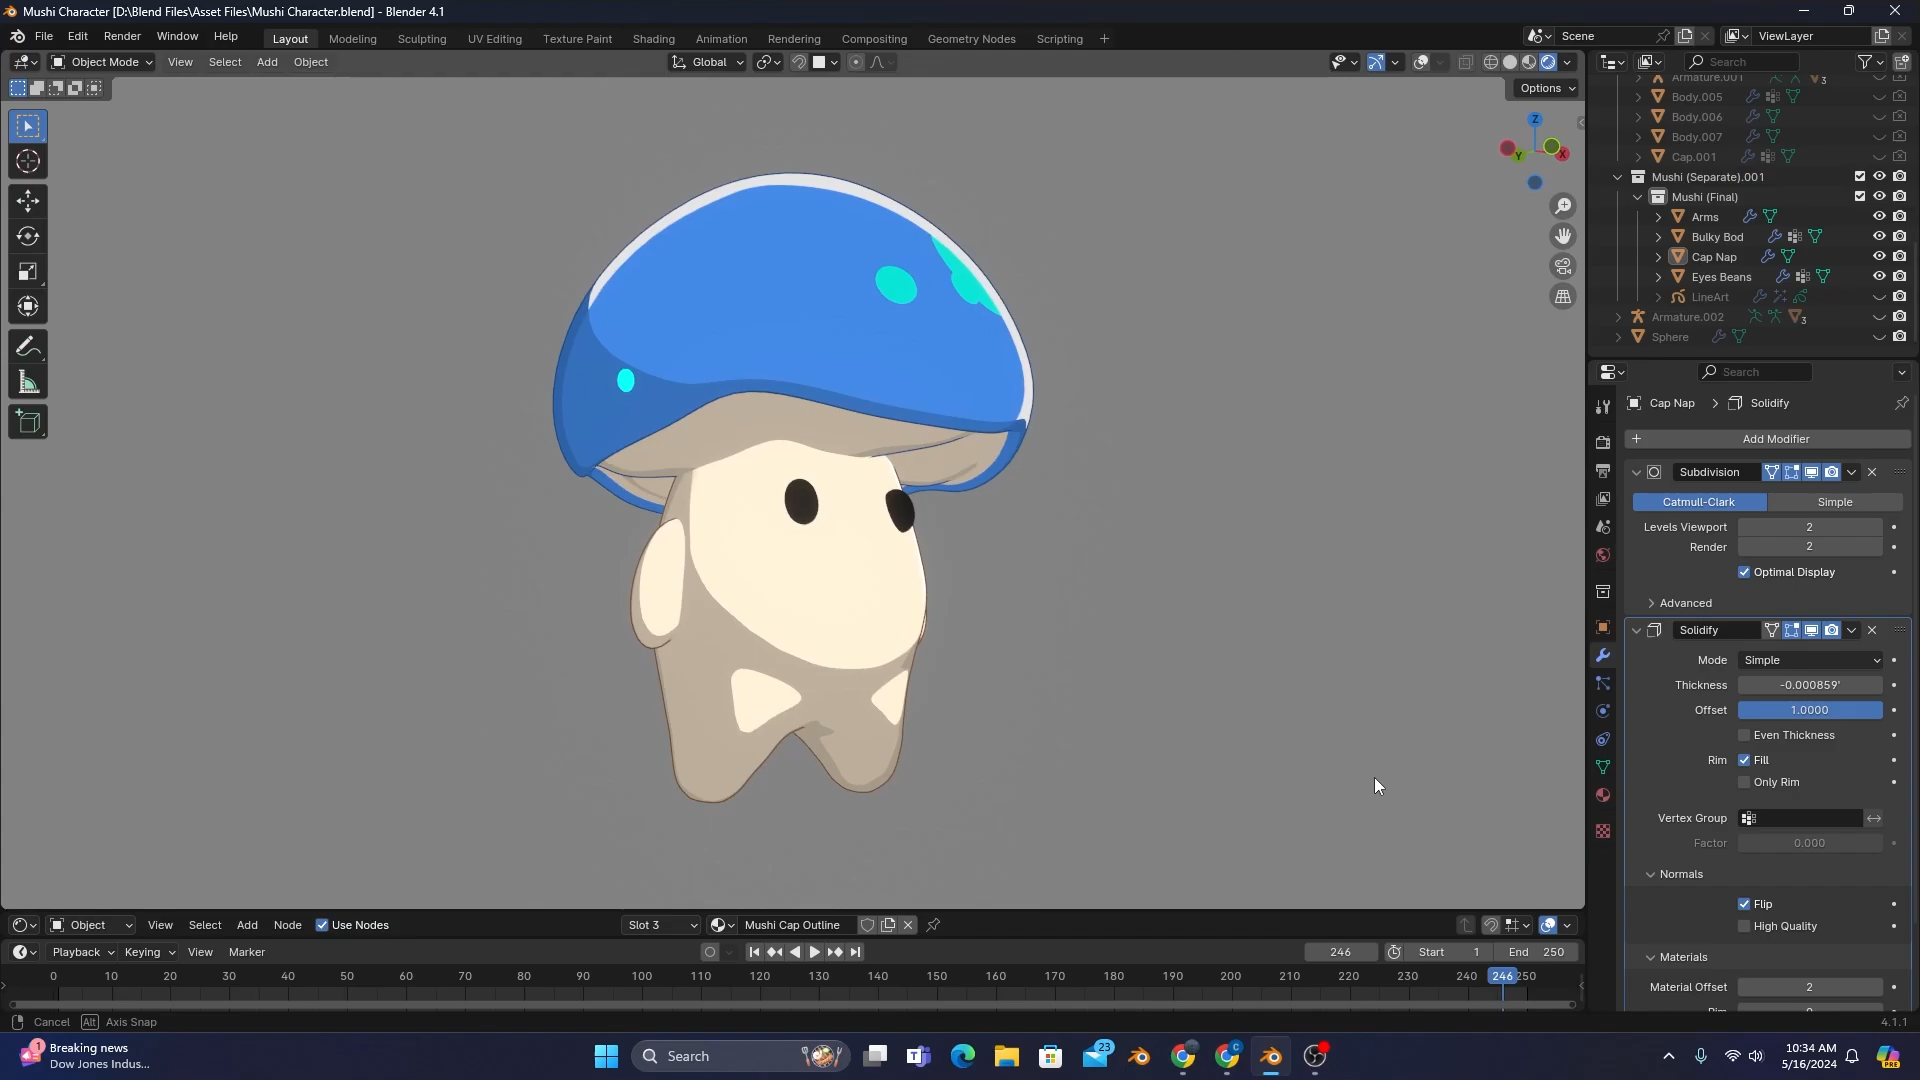 Mushi Character [D:\Blend Files\Asset Files\Mushi Character.blend] - Blender 4.1
File Edit Render Window Help
Layout Modeling Sculpting UV Editing Texture Paint Shading Animation Rendering Compositing Geometry Nodes Scripting +
Scene ViewLayer
Object Mode View Select Add Object
Global
Search
Options
Armature.001 3
Body.005
Body.006
Body.007
Cap.001
Mushi (Separate).001
Mushi (Final)
Arms
Bulky Bod
Cap Nap
Eyes Beans
LineArt
Armature.002 3
Sphere
Z
Y
X
Search
Cap Nap > Solidify
+ Add Modifier
Subdivision
Catmull-Clark Simple
Levels Viewport 2
Render 2
Optimal Display
Advanced
Solidify
Mode Simple
Thickness -0.000859'
Offset 1.0000
Even Thickness
Rim Fill
Only Rim
Vertex Group
Factor 0.000
Normals
Flip
High Quality
Materials
Material Offset 2
Object View Select Add Node Use Nodes
Slot 3 Mushi Cap Outline
Playback Keying View Marker
246 Start 1 End 250
0 10 20 30 40 50 60 70 80 90 100 110 120 130 140 150 160 170 180 190 200 210 220 230 240 246 250
Cancel Alt Axis Snap
4.1.1
1
Breaking news
Dow Jones Indus...
Search
23
10:34 AM
5/16/2024
PRE